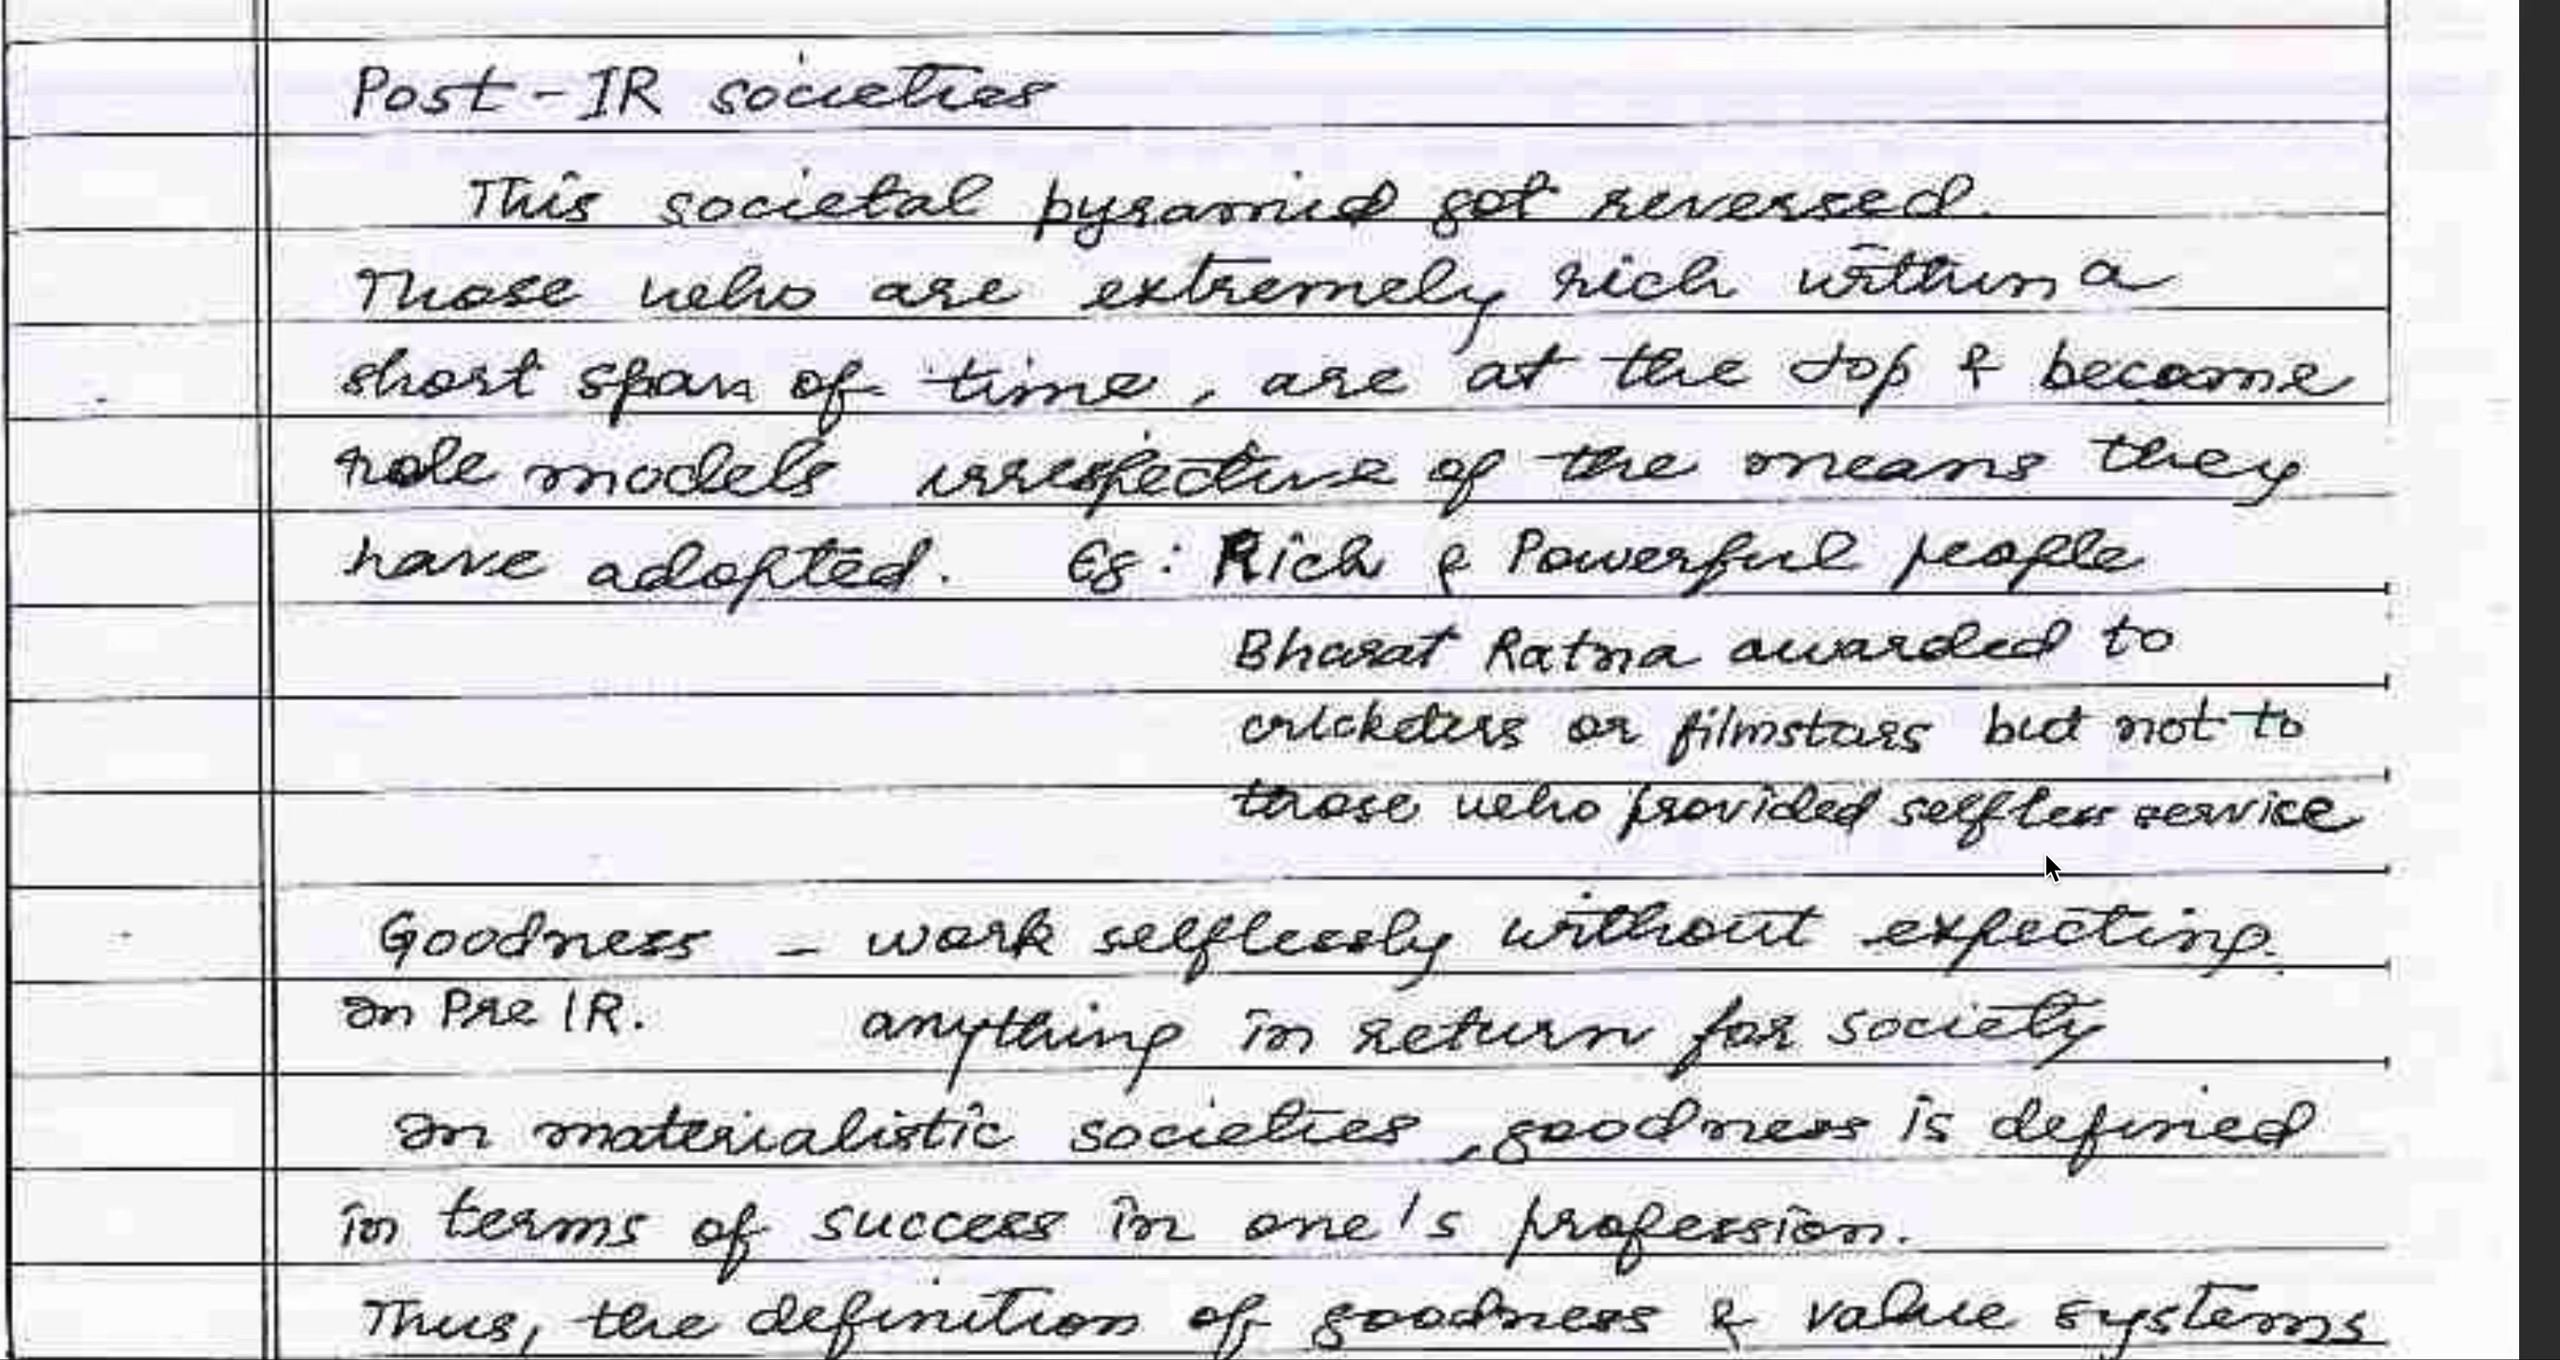 Post-IR societies
This societal pyramid got reversed.
Those who are extremely rich within a
short span of time, are at the top & become
role models irrespective of the means they
have adopted. Eg: Rich & Powerful people
Bharat Ratna awarded to
cricketers or filmstars but not to
those who provided selfless service
Goodness - work selflessly without expecting
in Pre IR. anything in return for society
In materialistic societies, goodness is defined
in terms of success in one's profession.
Thus, the definition of goodness & value systems